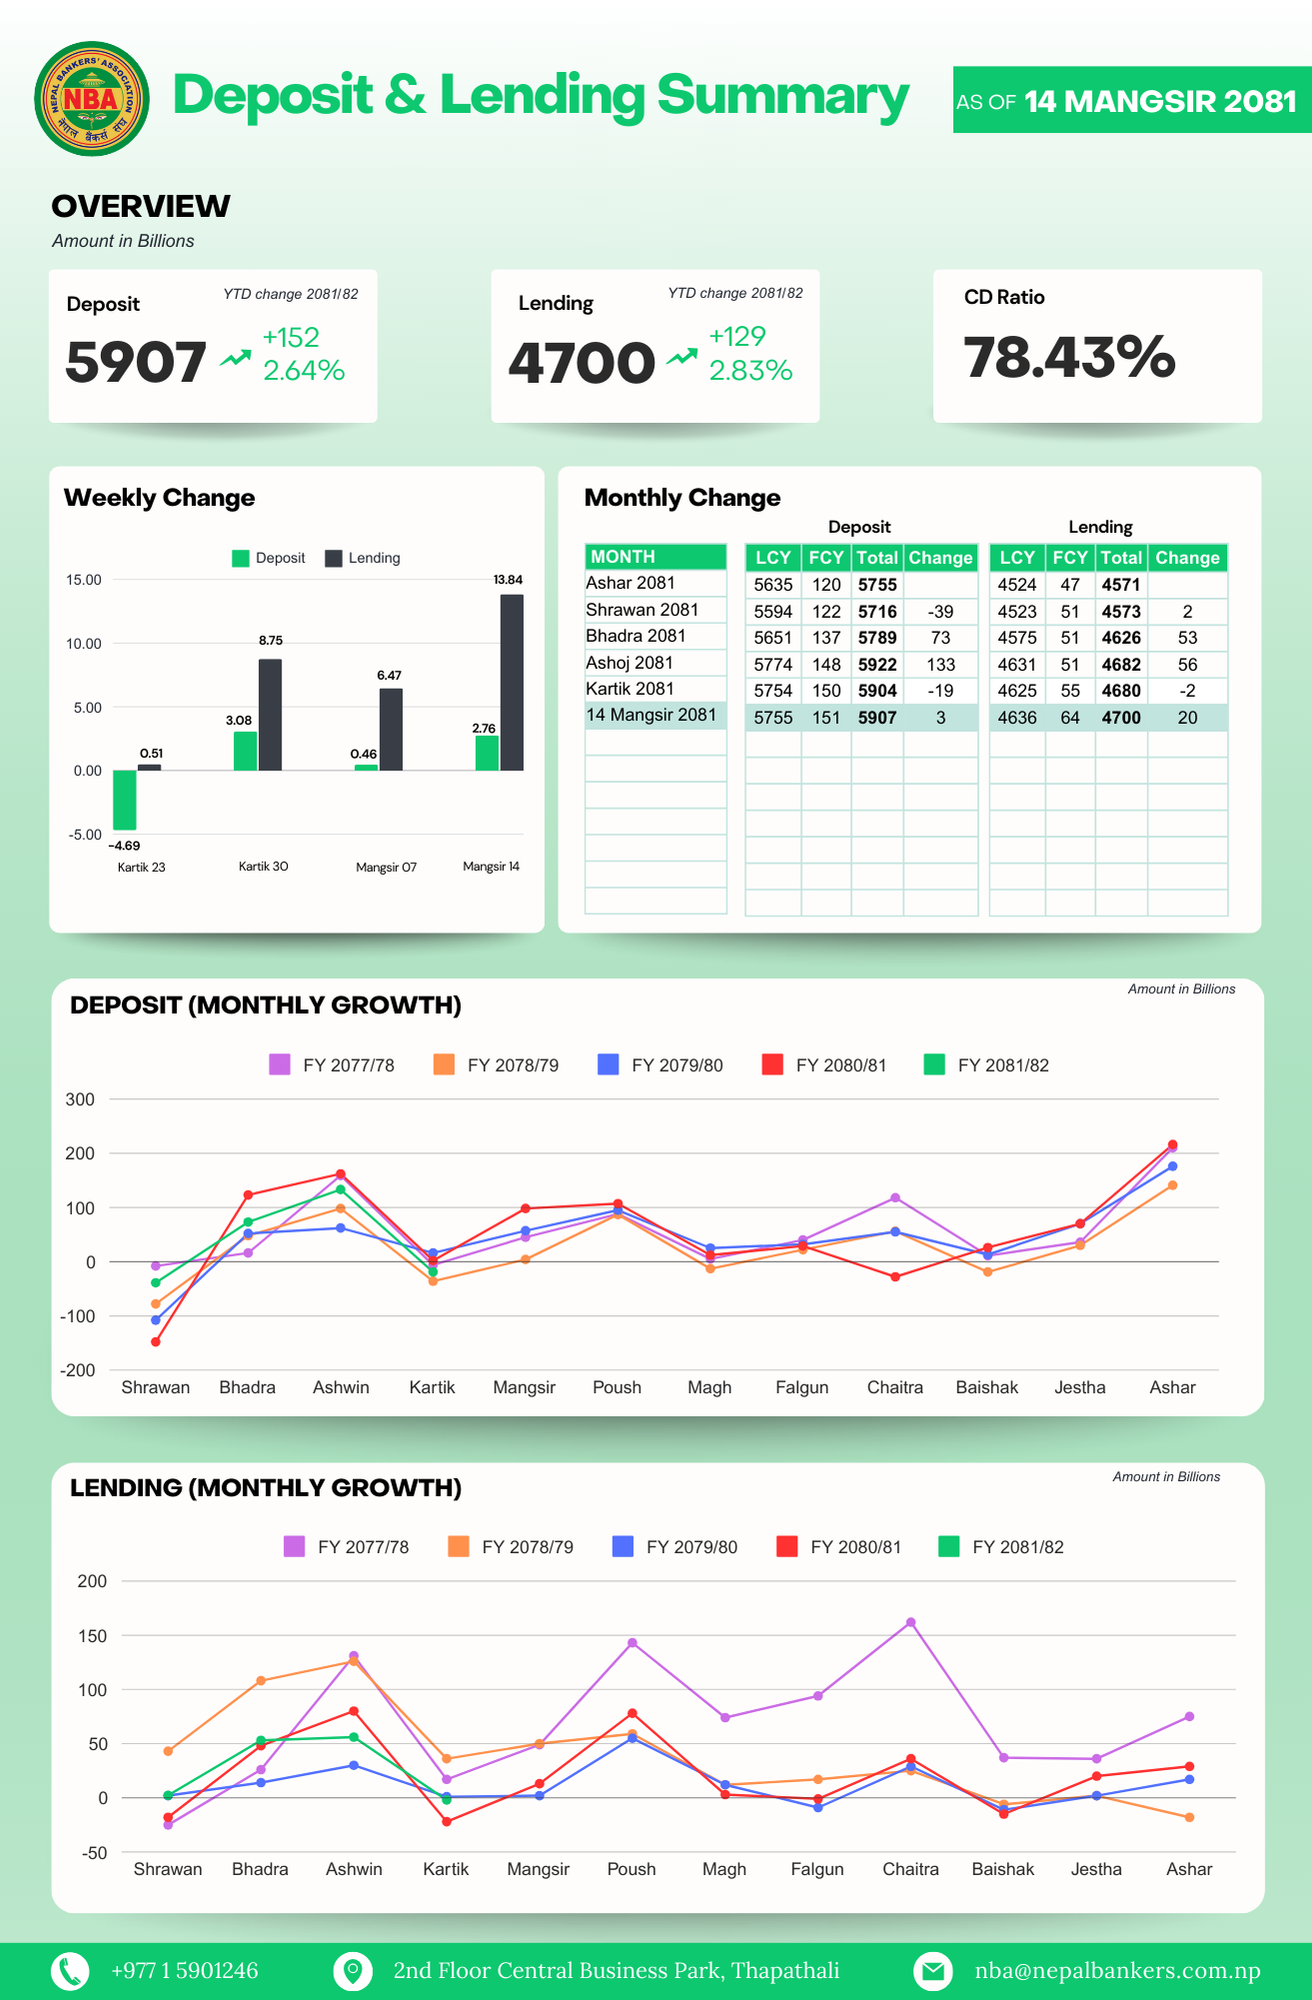 NEPAL BANKERS' ASSOCIATION
NBA
नेपाल बैंकर्स संघ
Deposit & Lending Summary
AS OF 14 MANGSIR 2081
OVERVIEW
Amount in Billions
Deposit
YTD change 2081/82
5907
+152
2.64%
Lending
YTD change 2081/82
4700
+129
2.83%
CD Ratio
78.43%
Weekly Change
Deposit Lending
15.00
10.00
5.00
0.00
-5.00
-4.69
0.51
3.08
8.75
0.46
6.47
2.76
13.84
Kartik 23 Kartik 30 Mangsir 07 Mangsir 14
Monthly Change
Deposit Lending
MONTH LCY FCY Total Change LCY FCY Total Change
Ashar 2081 5635 120 5755 4524 47 4571
Shrawan 2081 5594 122 5716 -39 4523 51 4573 2
Bhadra 2081 5651 137 5789 73 4575 51 4626 53
Ashoj 2081 5774 148 5922 133 4631 51 4682 56
Kartik 2081 5754 150 5904 -19 4625 55 4680 -2
14 Mangsir 2081 5755 151 5907 3 4636 64 4700 20
DEPOSIT (MONTHLY GROWTH)
Amount in Billions
FY 2077/78 FY 2078/79 FY 2079/80 FY 2080/81 FY 2081/82
300
200
100
0
-100
-200
Shrawan Bhadra Ashwin Kartik Mangsir Poush Magh Falgun Chaitra Baishak Jestha Ashar
LENDING (MONTHLY GROWTH)
Amount in Billions
FY 2077/78 FY 2078/79 FY 2079/80 FY 2080/81 FY 2081/82
200
150
100
50
0
-50
Shrawan Bhadra Ashwin Kartik Mangsir Poush Magh Falgun Chaitra Baishak Jestha Ashar
+977 1 5901246
2nd Floor Central Business Park, Thapathali
nba@nepalbankers.com.np